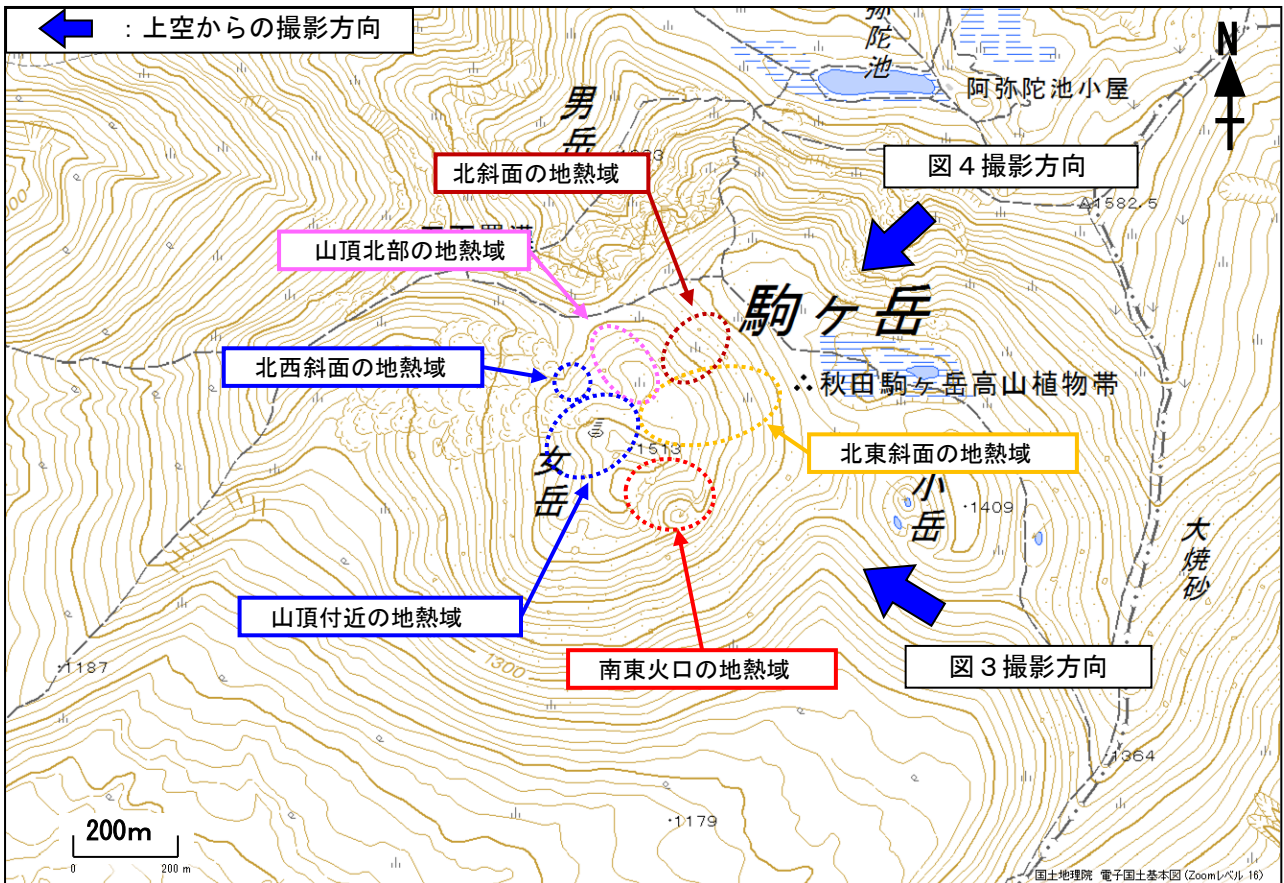 ：上空からの撮影方向
弥陀池
阿弥陀池小屋
N
男岳
北斜面の地熱域
図４撮影方向
1582.5
山頂北部の地熱域
駒ヶ岳
北西斜面の地熱域
秋田駒ヶ岳高山植物帯
1513
北東斜面の地熱域
女岳
小岳
1409
大焼砂
山頂付近の地熱域
南東火口の地熱域
図３撮影方向
1187
1300
1364
1179
200m
0 200 m
国土地理院 電子国土基本図 (Zoomレベル 16)